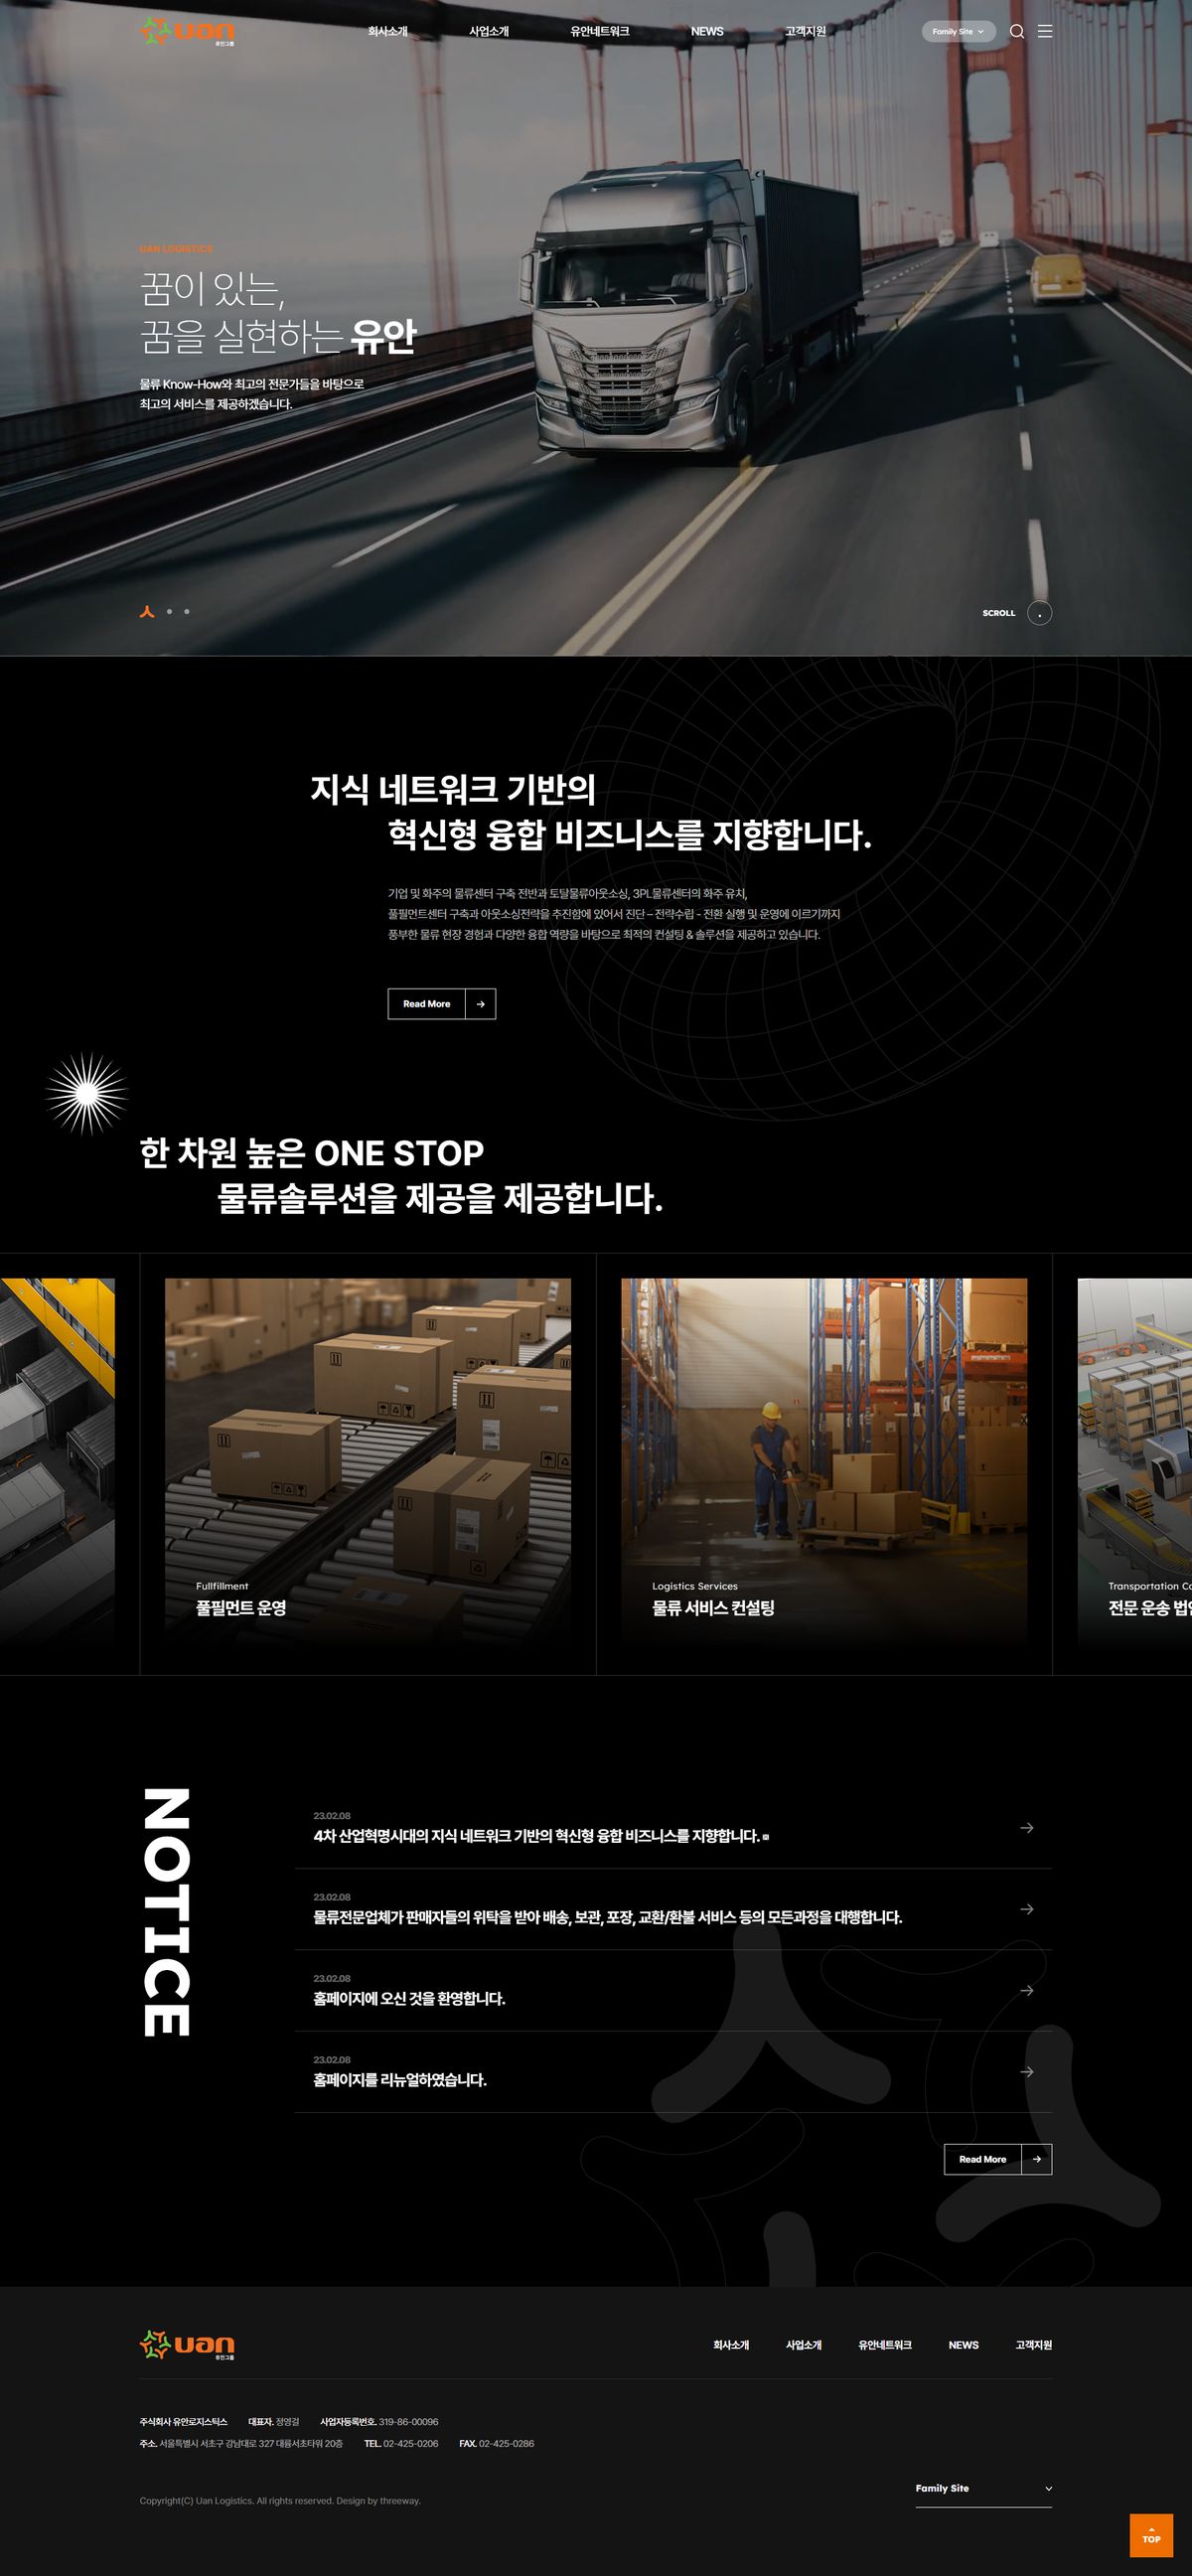 uan
유안그룹
회사소개 사업소개 유안네트워크 NEWS 고객지원
Family Site
UAN LOGISTICS
꿈이 있는,
꿈을 실현하는 유안
물류 Know-How와 최고의 전문가들을 바탕으로
최고의 서비스를 제공하겠습니다.
SCROLL
지식 네트워크 기반의
혁신형 융합 비즈니스를 지향합니다.
기업 및 화주의 물류센터 구축 전반과 토탈물류아웃소싱, 3PL물류센터의 화주 유치,
풀필먼트센터 구축과 아웃소싱전략을 추진함에 있어서 진단 – 전략수립 - 전환 실행 및 운영에 이르기까지
풍부한 물류 현장 경험과 다양한 융합 역량을 바탕으로 최적의 컨설팅 & 솔루션을 제공하고 있습니다.
Read More
한 차원 높은 ONE STOP
물류솔루션을 제공을 제공합니다.
Fullfillment
풀필먼트 운영
Logistics Services
물류 서비스 컨설팅
Transportation
전문 운송
NOTICE
23.02.08
4차 산업혁명시대의 지식 네트워크 기반의 혁신형 융합 비즈니스를 지향합니다.
23.02.08
물류전문업체가 판매자들의 위탁을 받아 배송, 보관, 포장, 교환/환불 서비스 등의 모든과정을 대행합니다.
23.02.08
홈페이지에 오신 것을 환영합니다.
23.02.08
홈페이지를 리뉴얼하였습니다.
Read More
uan
유안그룹
회사소개 사업소개 유안네트워크 NEWS 고객지원
주식회사 유안로지스틱스 대표자. 정영길 사업자등록번호. 319-86-00096
주소. 서울특별시 서초구 강남대로 327 대륭서초타워 20층 TEL. 02-425-0206 FAX. 02-425-0286
Family Site
Copyright(C) Uan Logistics. All rights reserved. Design by threeway.
TOP